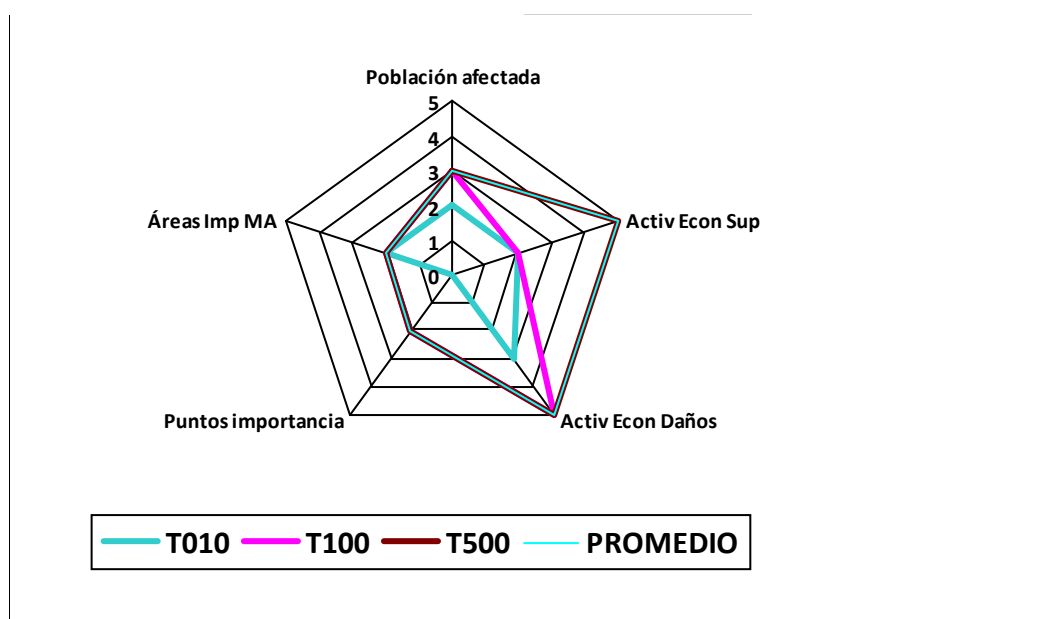 Población afectada
5
4
3
2
1
0
Áreas Imp MA
Activ Econ Sup
Puntos importancia
Activ Econ Daños
T010 T100 T500 PROMEDIO